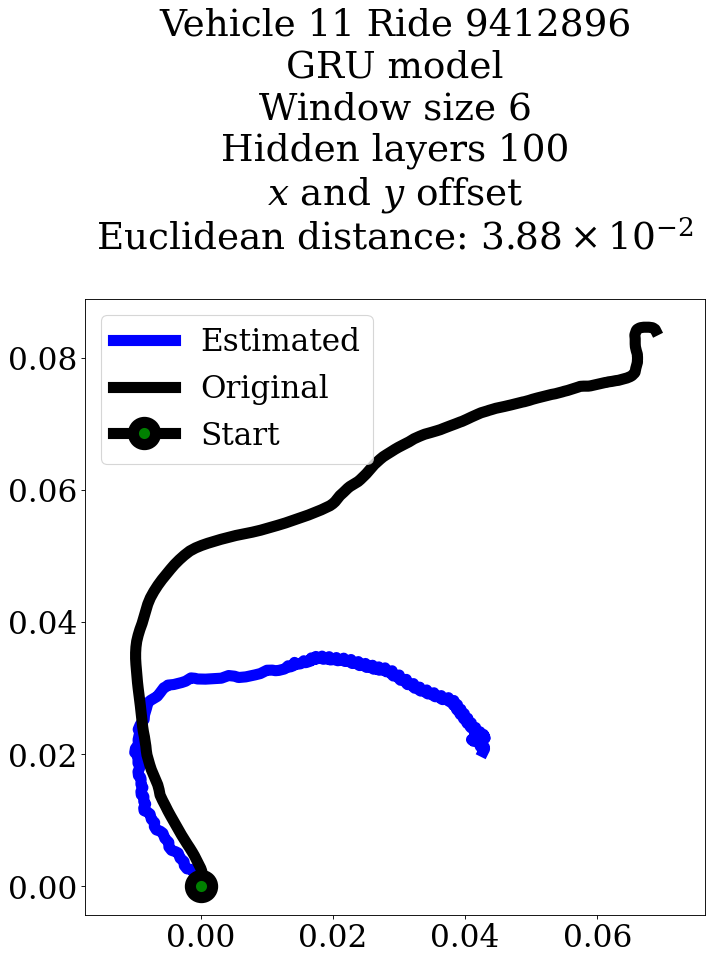 Vehicle 11 Ride 9412896
GRU model
Window size 6
Hidden layers 100
x and y offset
Euclidean distance: 3.88 × 10⁻²
Estimated
Original
Start
0.08
0.06
0.04
0.02
0.00
0.00 0.02 0.04 0.06